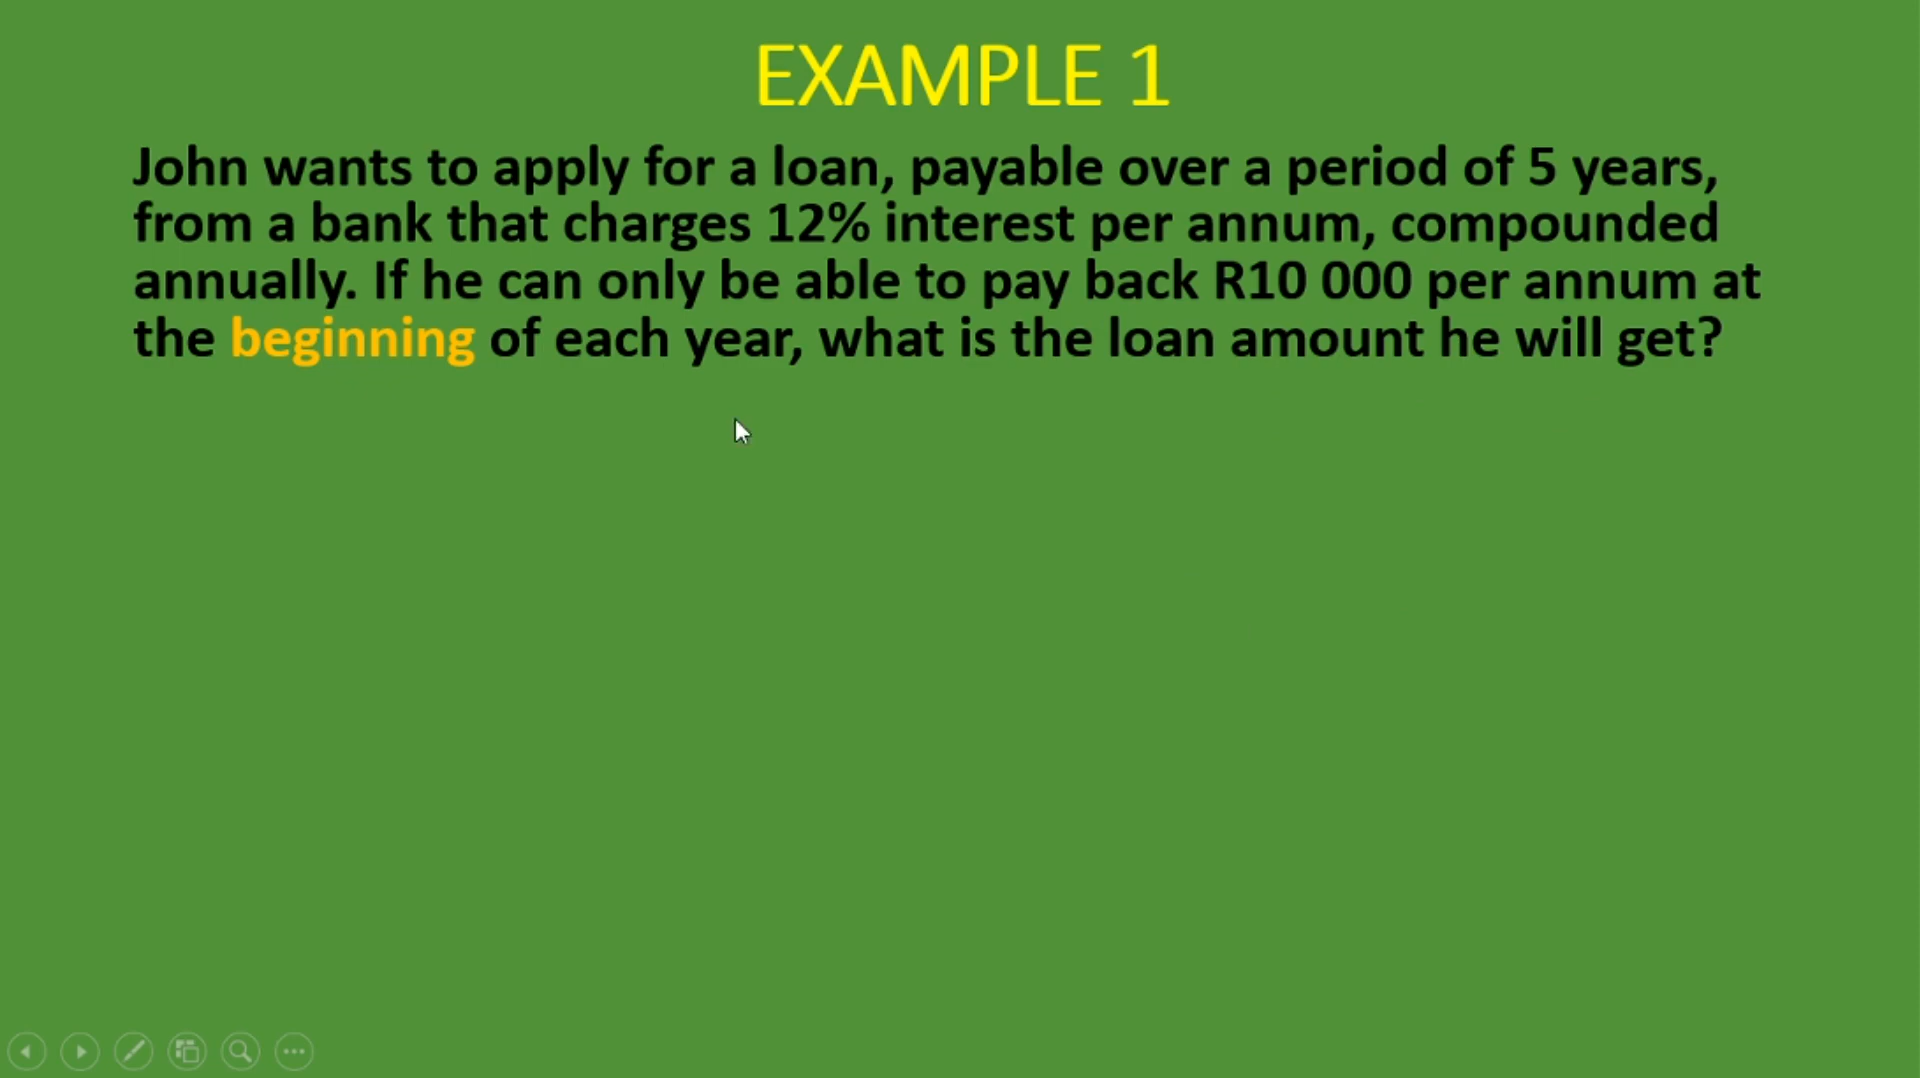 EXAMPLE 1
John wants to apply for a loan, payable over a period of 5 years,
from a bank that charges 12% interest per annum, compounded
annually. If he can only be able to pay back R10 000 per annum at
the beginning of each year, what is the loan amount he will get?